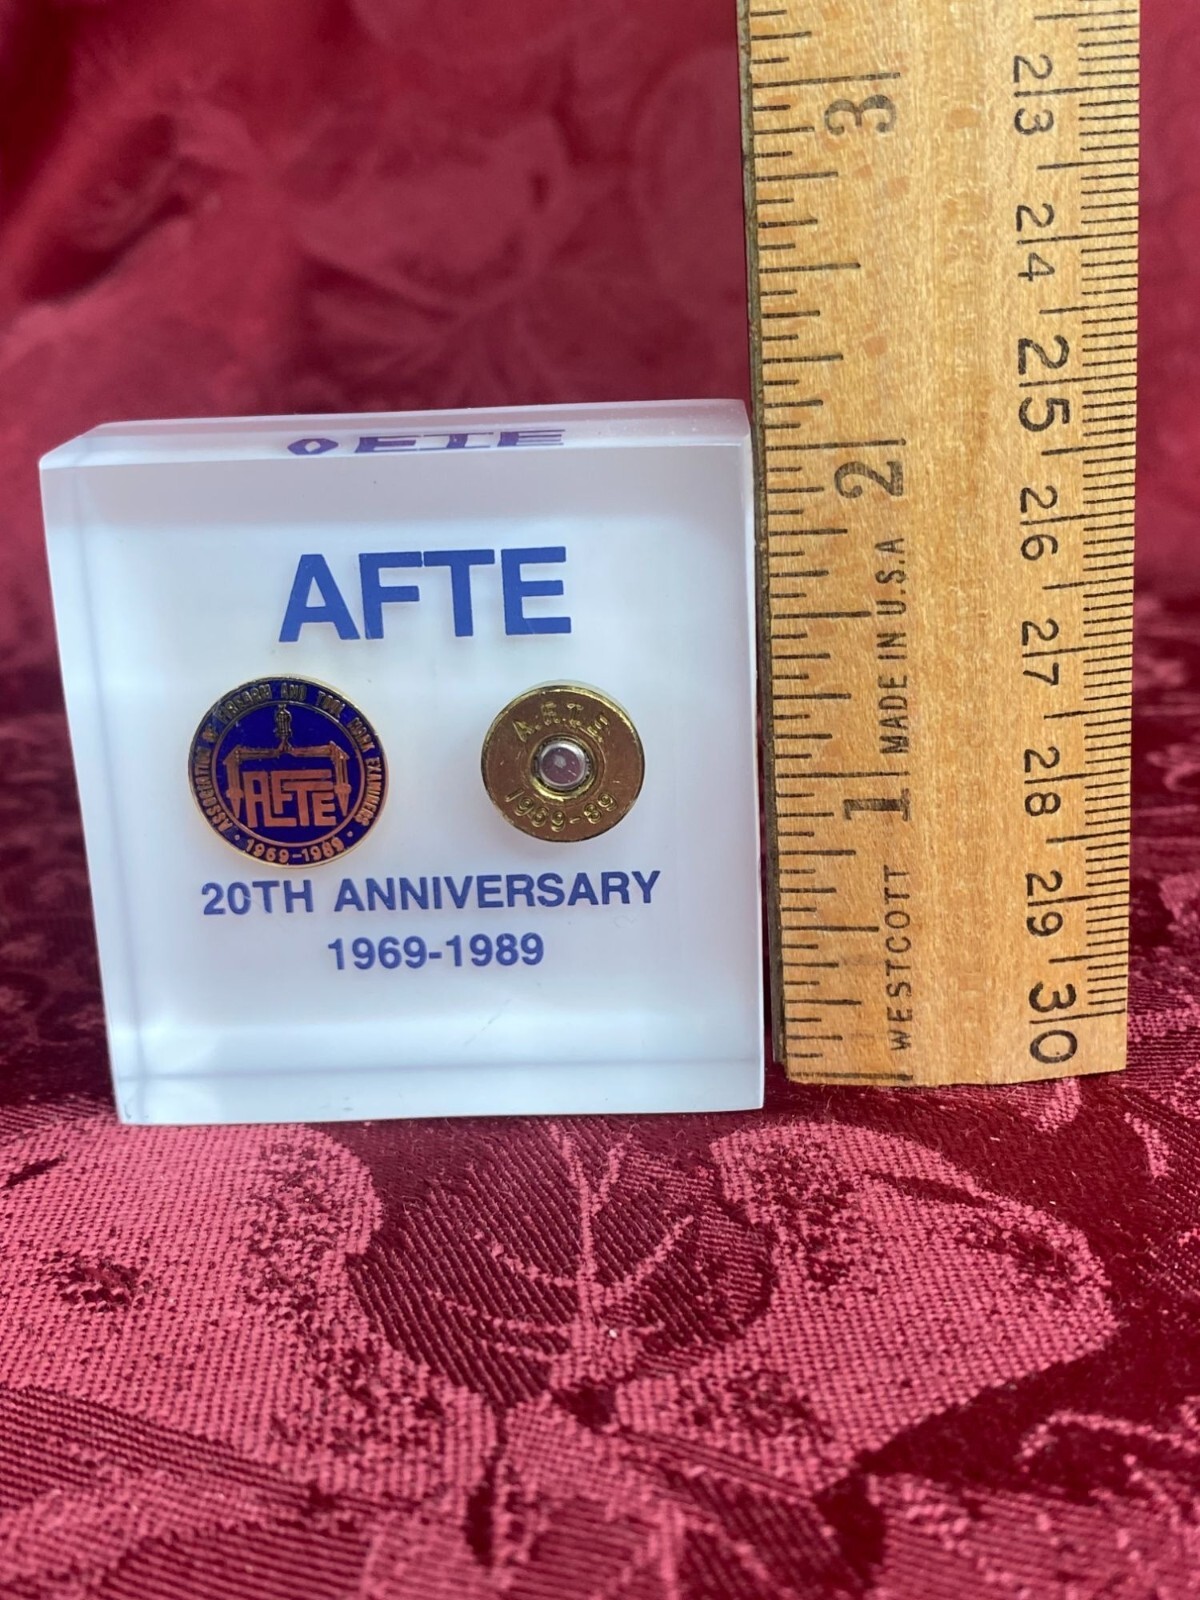 AFTE
ASSOCIATION OF FIREARM AND TOOL MARK EXAMINERS
AFTE
1969-1989
A.F.T.E.
1969-89
20TH ANNIVERSARY
1969-1989
3
2
1
MADE IN U.S.A
WESTCOTT
23
24
25
26
27
28
29
30